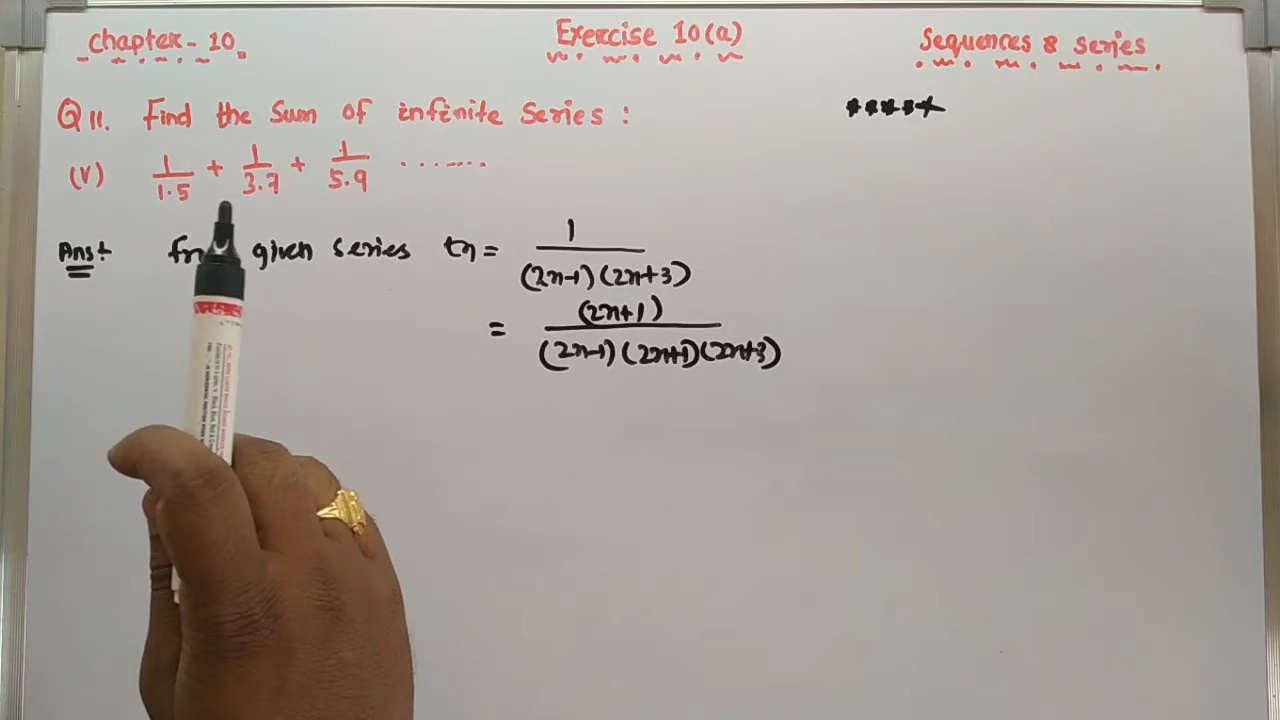 Chapter-10.
Exercise 10(a)
Sequences & series
Q11. Find the Sum of infinite Series :
(V) 1/1.5 + 1/3.7 + 1/5.9 .......
Ans: given series tn = 1/(2n-1)(2n+3)
= (2n+1)/(2n-1)(2n+1)(2n+3)